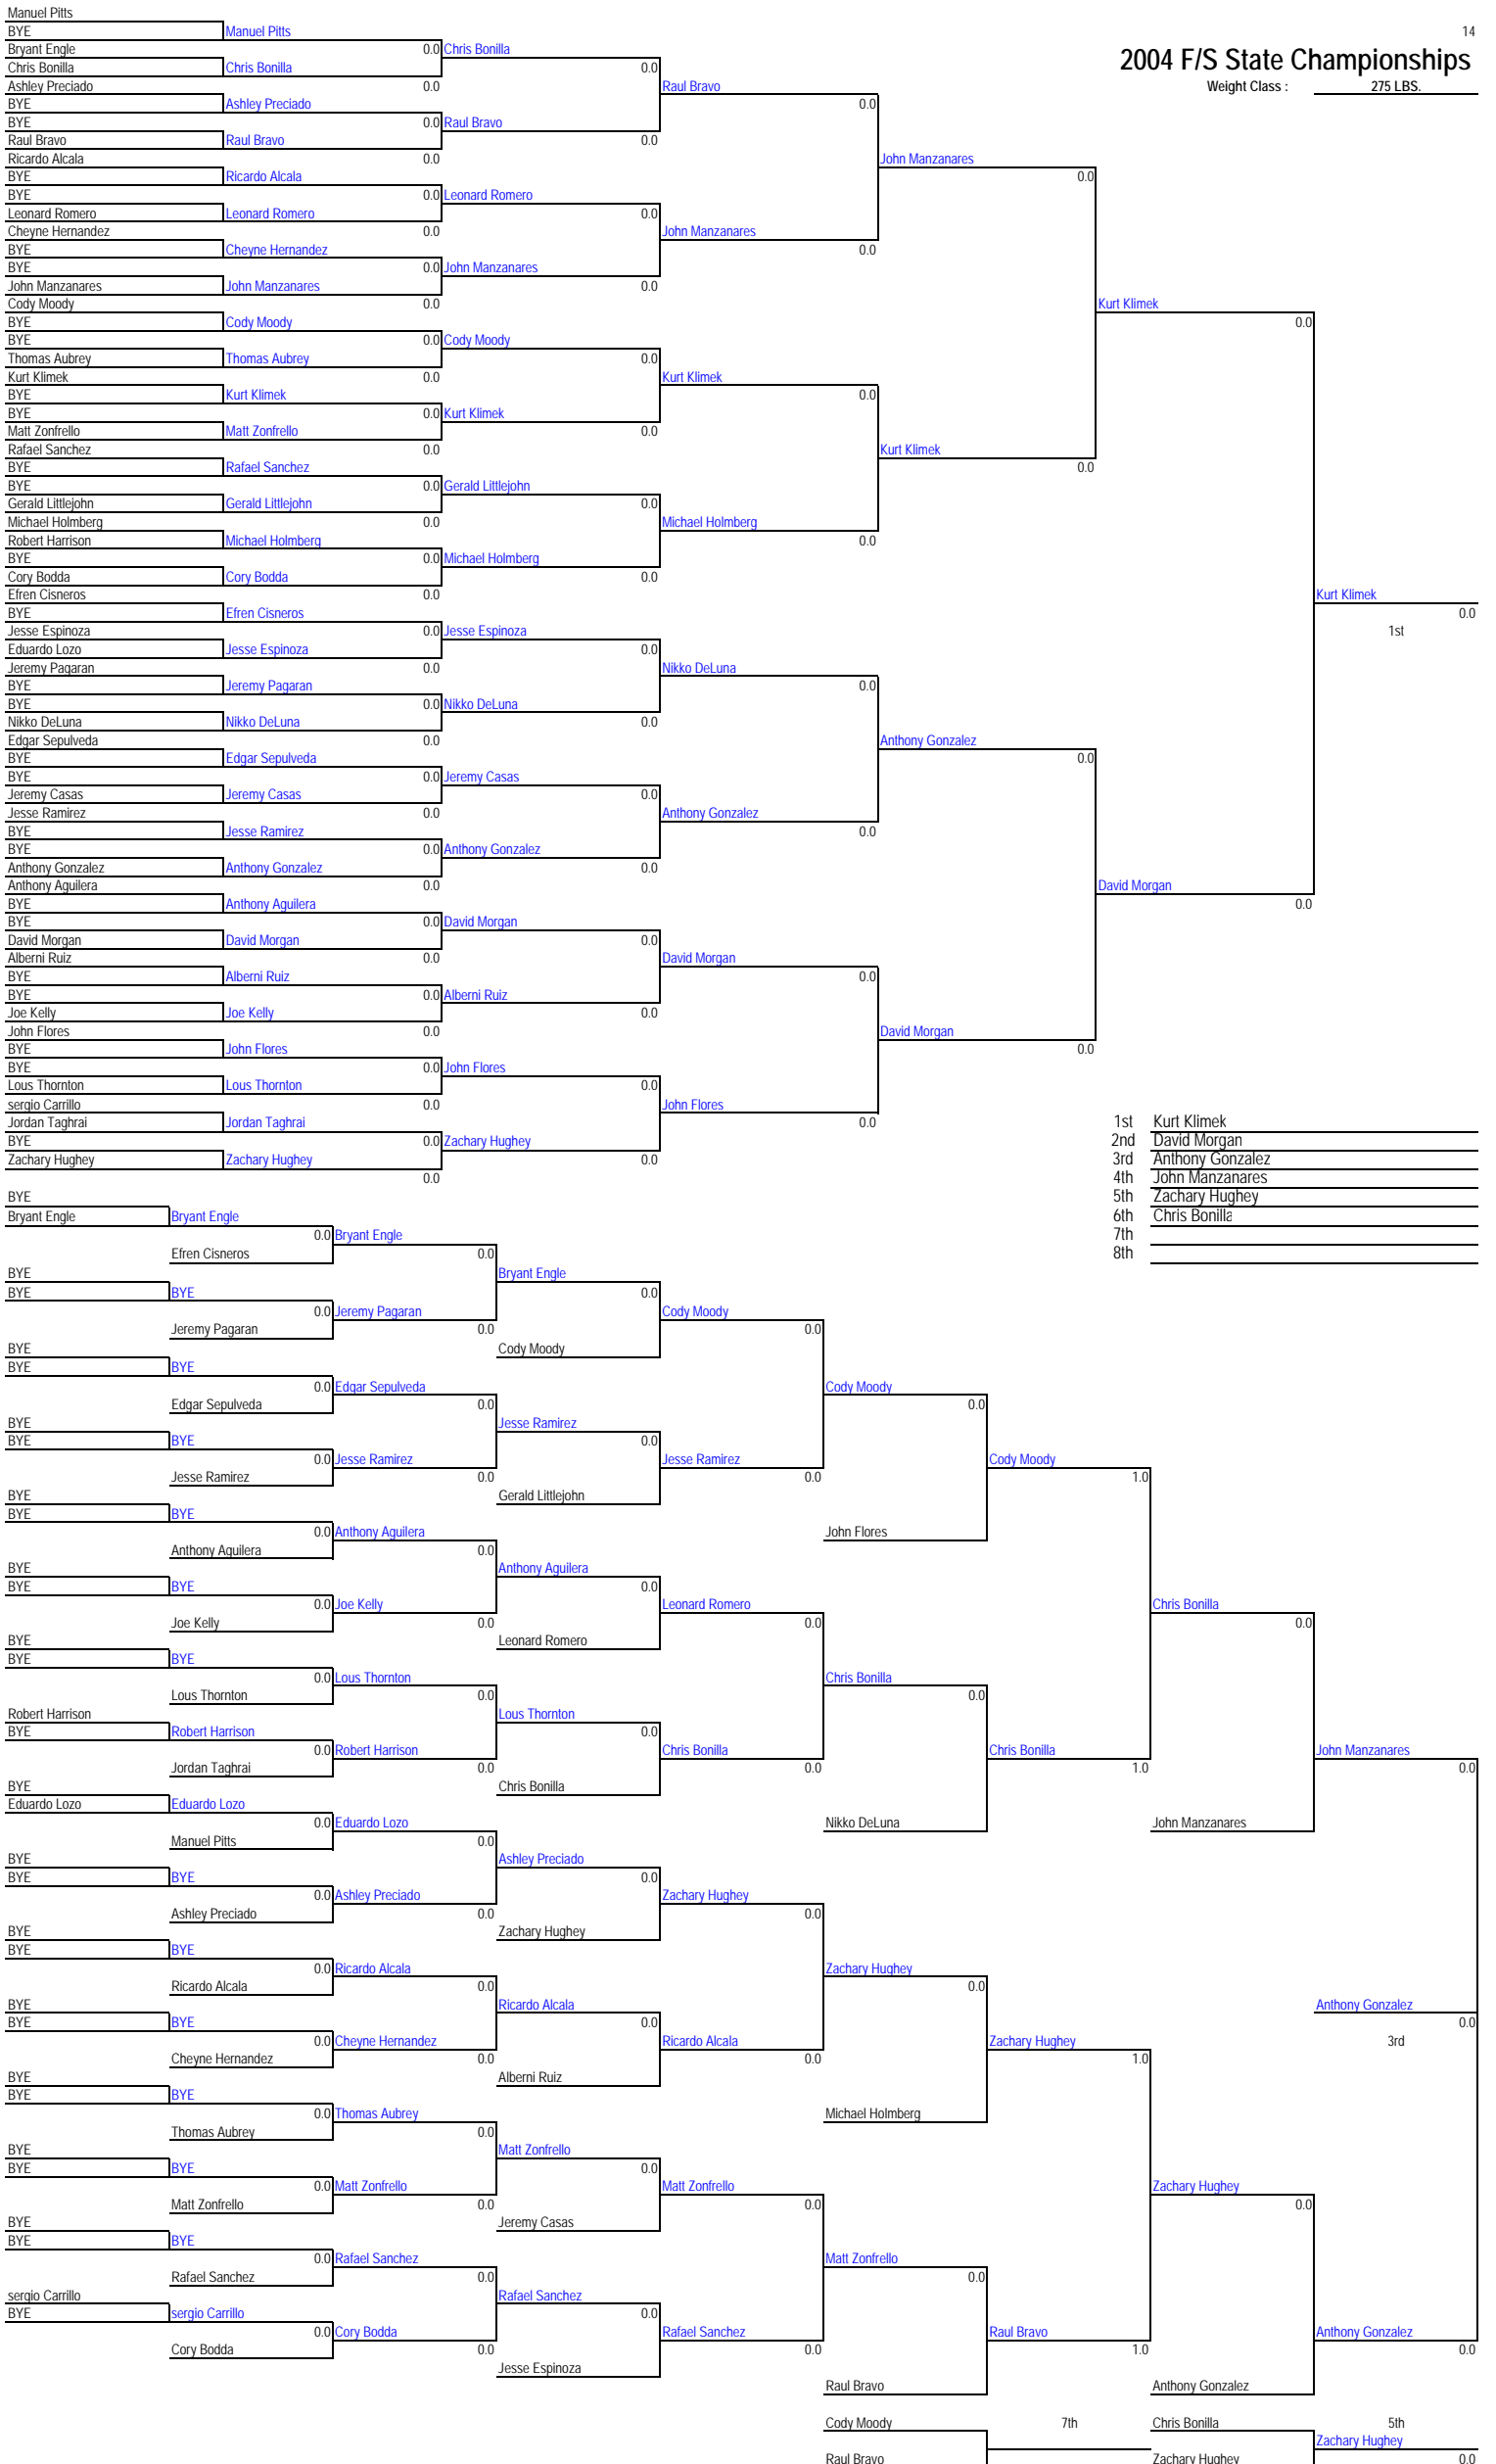 Manuel Pitts
BYE Manuel Pitts 14
Bryant Engle 0.0 Chris Bonilla
2004 F/S State Championships
Chris Bonilla Chris Bonilla 0.0
Ashley Preciado 0.0 Raul Bravo Weight Class : 275 LBS.
BYE Ashley Preciado 0.0
BYE 0.0 Raul Bravo
Raul Bravo Raul Bravo 0.0
Ricardo Alcala 0.0 John Manzanares
BYE Ricardo Alcala 0.0
BYE 0.0 Leonard Romero
Leonard Romero Leonard Romero 0.0
Cheyne Hernandez 0.0 John Manzanares
BYE Cheyne Hernandez 0.0
BYE 0.0 John Manzanares
John Manzanares John Manzanares 0.0
Cody Moody 0.0 Kurt Klimek
BYE Cody Moody 0.0
BYE 0.0 Cody Moody
Thomas Aubrey Thomas Aubrey 0.0
Kurt Klimek 0.0 Kurt Klimek
BYE Kurt Klimek 0.0
BYE 0.0 Kurt Klimek
Matt Zonfrello Matt Zonfrello 0.0
Rafael Sanchez 0.0 Kurt Klimek
BYE Rafael Sanchez 0.0
BYE 0.0 Gerald Littlejohn
Gerald Littlejohn Gerald Littlejohn 0.0
Michael Holmberg 0.0 Michael Holmberg
Robert Harrison Michael Holmberg 0.0
BYE 0.0 Michael Holmberg
Cory Bodda Cory Bodda 0.0
Efren Cisneros 0.0 Kurt Klimek
BYE Efren Cisneros 0.0
Jesse Espinoza 0.0 Jesse Espinoza 1st
Eduardo Lozo Jesse Espinoza 0.0
Jeremy Pagaran 0.0 Nikko DeLuna
BYE Jeremy Pagaran 0.0
BYE 0.0 Nikko DeLuna
Nikko DeLuna Nikko DeLuna 0.0
Edgar Sepulveda 0.0 Anthony Gonzalez
BYE Edgar Sepulveda 0.0
BYE 0.0 Jeremy Casas
Jeremy Casas Jeremy Casas 0.0
Jesse Ramirez 0.0 Anthony Gonzalez
BYE Jesse Ramirez 0.0
BYE 0.0 Anthony Gonzalez
Anthony Gonzalez Anthony Gonzalez 0.0
Anthony Aguilera 0.0 David Morgan
BYE Anthony Aguilera 0.0
BYE 0.0 David Morgan
David Morgan David Morgan 0.0
Alberni Ruiz 0.0 David Morgan
BYE Alberni Ruiz 0.0
BYE 0.0 Alberni Ruiz
Joe Kelly Joe Kelly 0.0
John Flores 0.0 David Morgan
BYE John Flores 0.0
BYE 0.0 John Flores
Lous Thornton Lous Thornton 0.0
sergio Carrillo 0.0 John Flores
Jordan Taghrai Jordan Taghrai 0.0 1st Kurt Klimek
BYE 0.0 Zachary Hughey 2nd David Morgan
Zachary Hughey Zachary Hughey 0.0 3rd Anthony Gonzalez
0.0 4th John Manzanares
BYE 5th Zachary Hughey
Bryant Engle Bryant Engle 6th Chris Bonilla
0.0 Bryant Engle 7th
Efren Cisneros 0.0 8th
BYE Bryant Engle
BYE BYE 0.0
0.0 Jeremy Pagaran Cody Moody
Jeremy Pagaran 0.0 0.0
BYE Cody Moody
BYE BYE
0.0 Edgar Sepulveda Cody Moody
Edgar Sepulveda 0.0 0.0
BYE Jesse Ramirez
BYE BYE 0.0
0.0 Jesse Ramirez Jesse Ramirez Cody Moody
Jesse Ramirez 0.0 0.0 1.0
BYE Gerald Littlejohn
BYE BYE
0.0 Anthony Aguilera John Flores
Anthony Aguilera 0.0
BYE Anthony Aguilera
BYE BYE 0.0
0.0 Joe Kelly Leonard Romero Chris Bonilla
Joe Kelly 0.0 0.0 0.0
BYE Leonard Romero
BYE BYE
0.0 Lous Thornton Chris Bonilla
Lous Thornton 0.0 0.0
Robert Harrison Lous Thornton
BYE Robert Harrison 0.0
0.0 Robert Harrison Chris Bonilla Chris Bonilla John Manzanares
Jordan Taghrai 0.0 0.0 1.0 0.0
BYE Chris Bonilla
Eduardo Lozo Eduardo Lozo
0.0 Eduardo Lozo Nikko DeLuna John Manzanares
Manuel Pitts 0.0
BYE Ashley Preciado
BYE BYE 0.0
0.0 Ashley Preciado Zachary Hughey
Ashley Preciado 0.0 0.0
BYE Zachary Hughey
BYE BYE
0.0 Ricardo Alcala Zachary Hughey
Ricardo Alcala 0.0 0.0
BYE Ricardo Alcala Anthony Gonzalez
BYE BYE 0.0 0.0
0.0 Cheyne Hernandez Ricardo Alcala Zachary Hughey 3rd
Cheyne Hernandez 0.0 0.0 1.0
BYE Alberni Ruiz
BYE BYE
0.0 Thomas Aubrey Michael Holmberg
Thomas Aubrey 0.0
BYE Matt Zonfrello
BYE BYE 0.0
0.0 Matt Zonfrello Matt Zonfrello Zachary Hughey
Matt Zonfrello 0.0 0.0 0.0
BYE Jeremy Casas
BYE BYE
0.0 Rafael Sanchez Matt Zonfrello
Rafael Sanchez 0.0 0.0
sergio Carrillo Rafael Sanchez
BYE sergio Carrillo 0.0
0.0 Cory Bodda Rafael Sanchez Raul Bravo Anthony Gonzalez
Cory Bodda 0.0 0.0 1.0 0.0
Jesse Espinoza
Raul Bravo Anthony Gonzalez
Cody Moody 7th Chris Bonilla 5th
Zachary Hughey
Raul Bravo Zachary Hughey 0.0